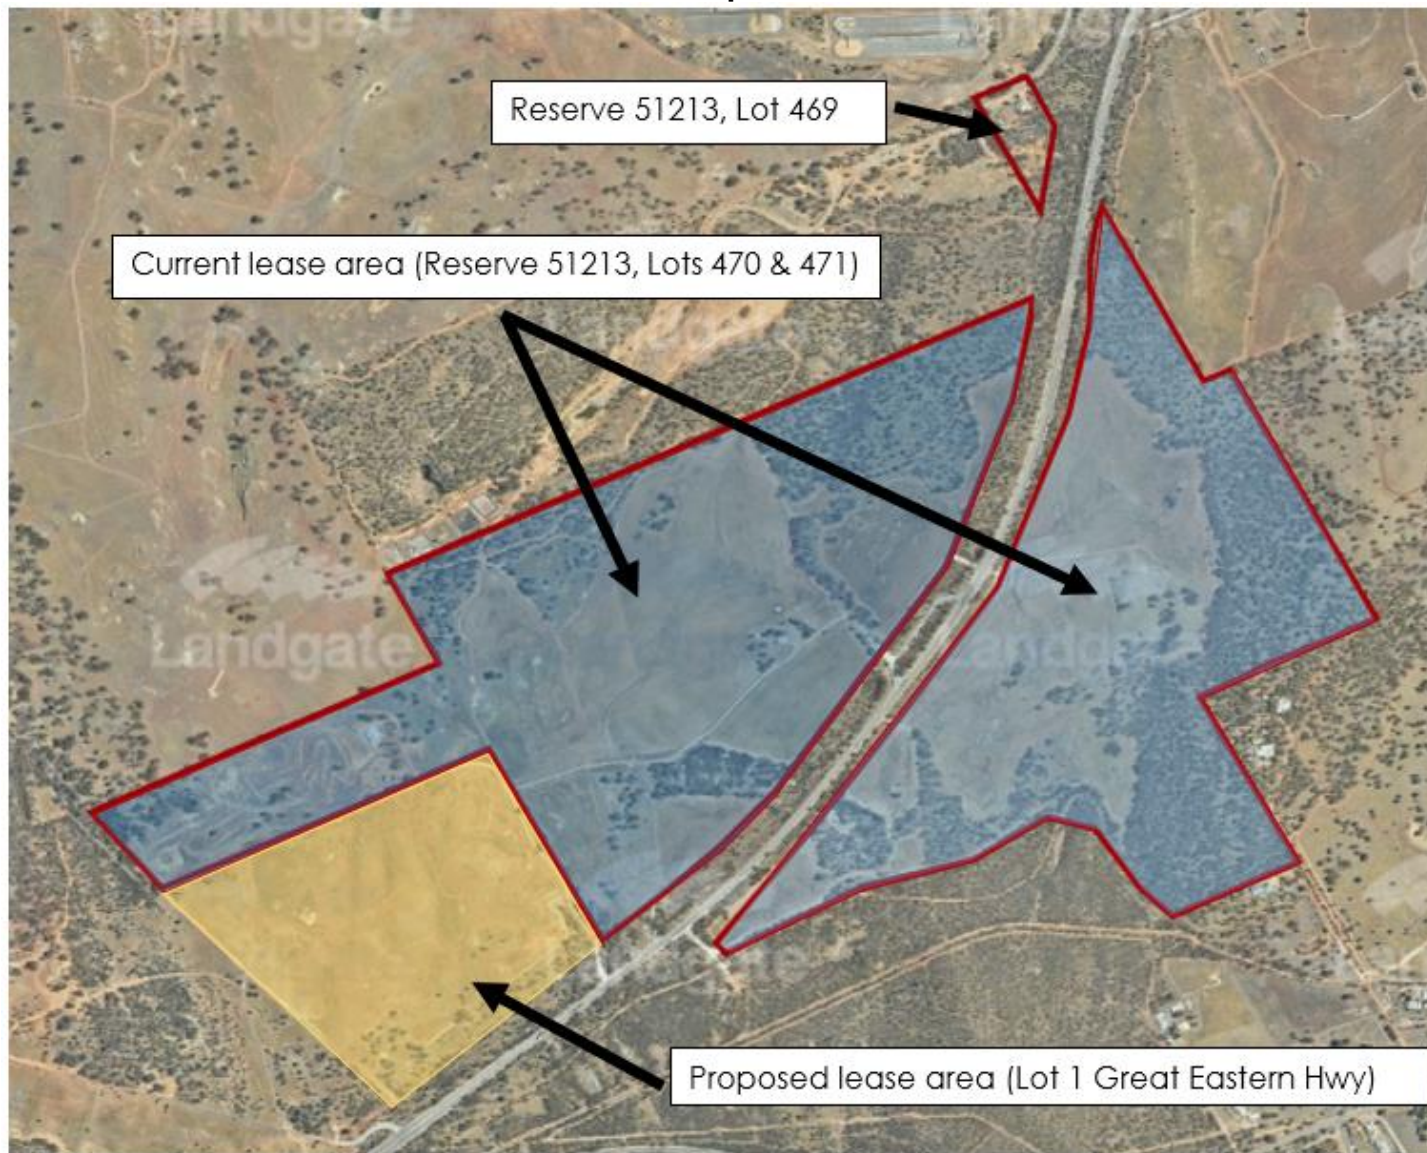 Landgate
Reserve 51213, Lot 469
Current lease area (Reserve 51213, Lots 470 & 471)
Landgate
Landgate
Proposed lease area (Lot 1 Great Eastern Hwy)